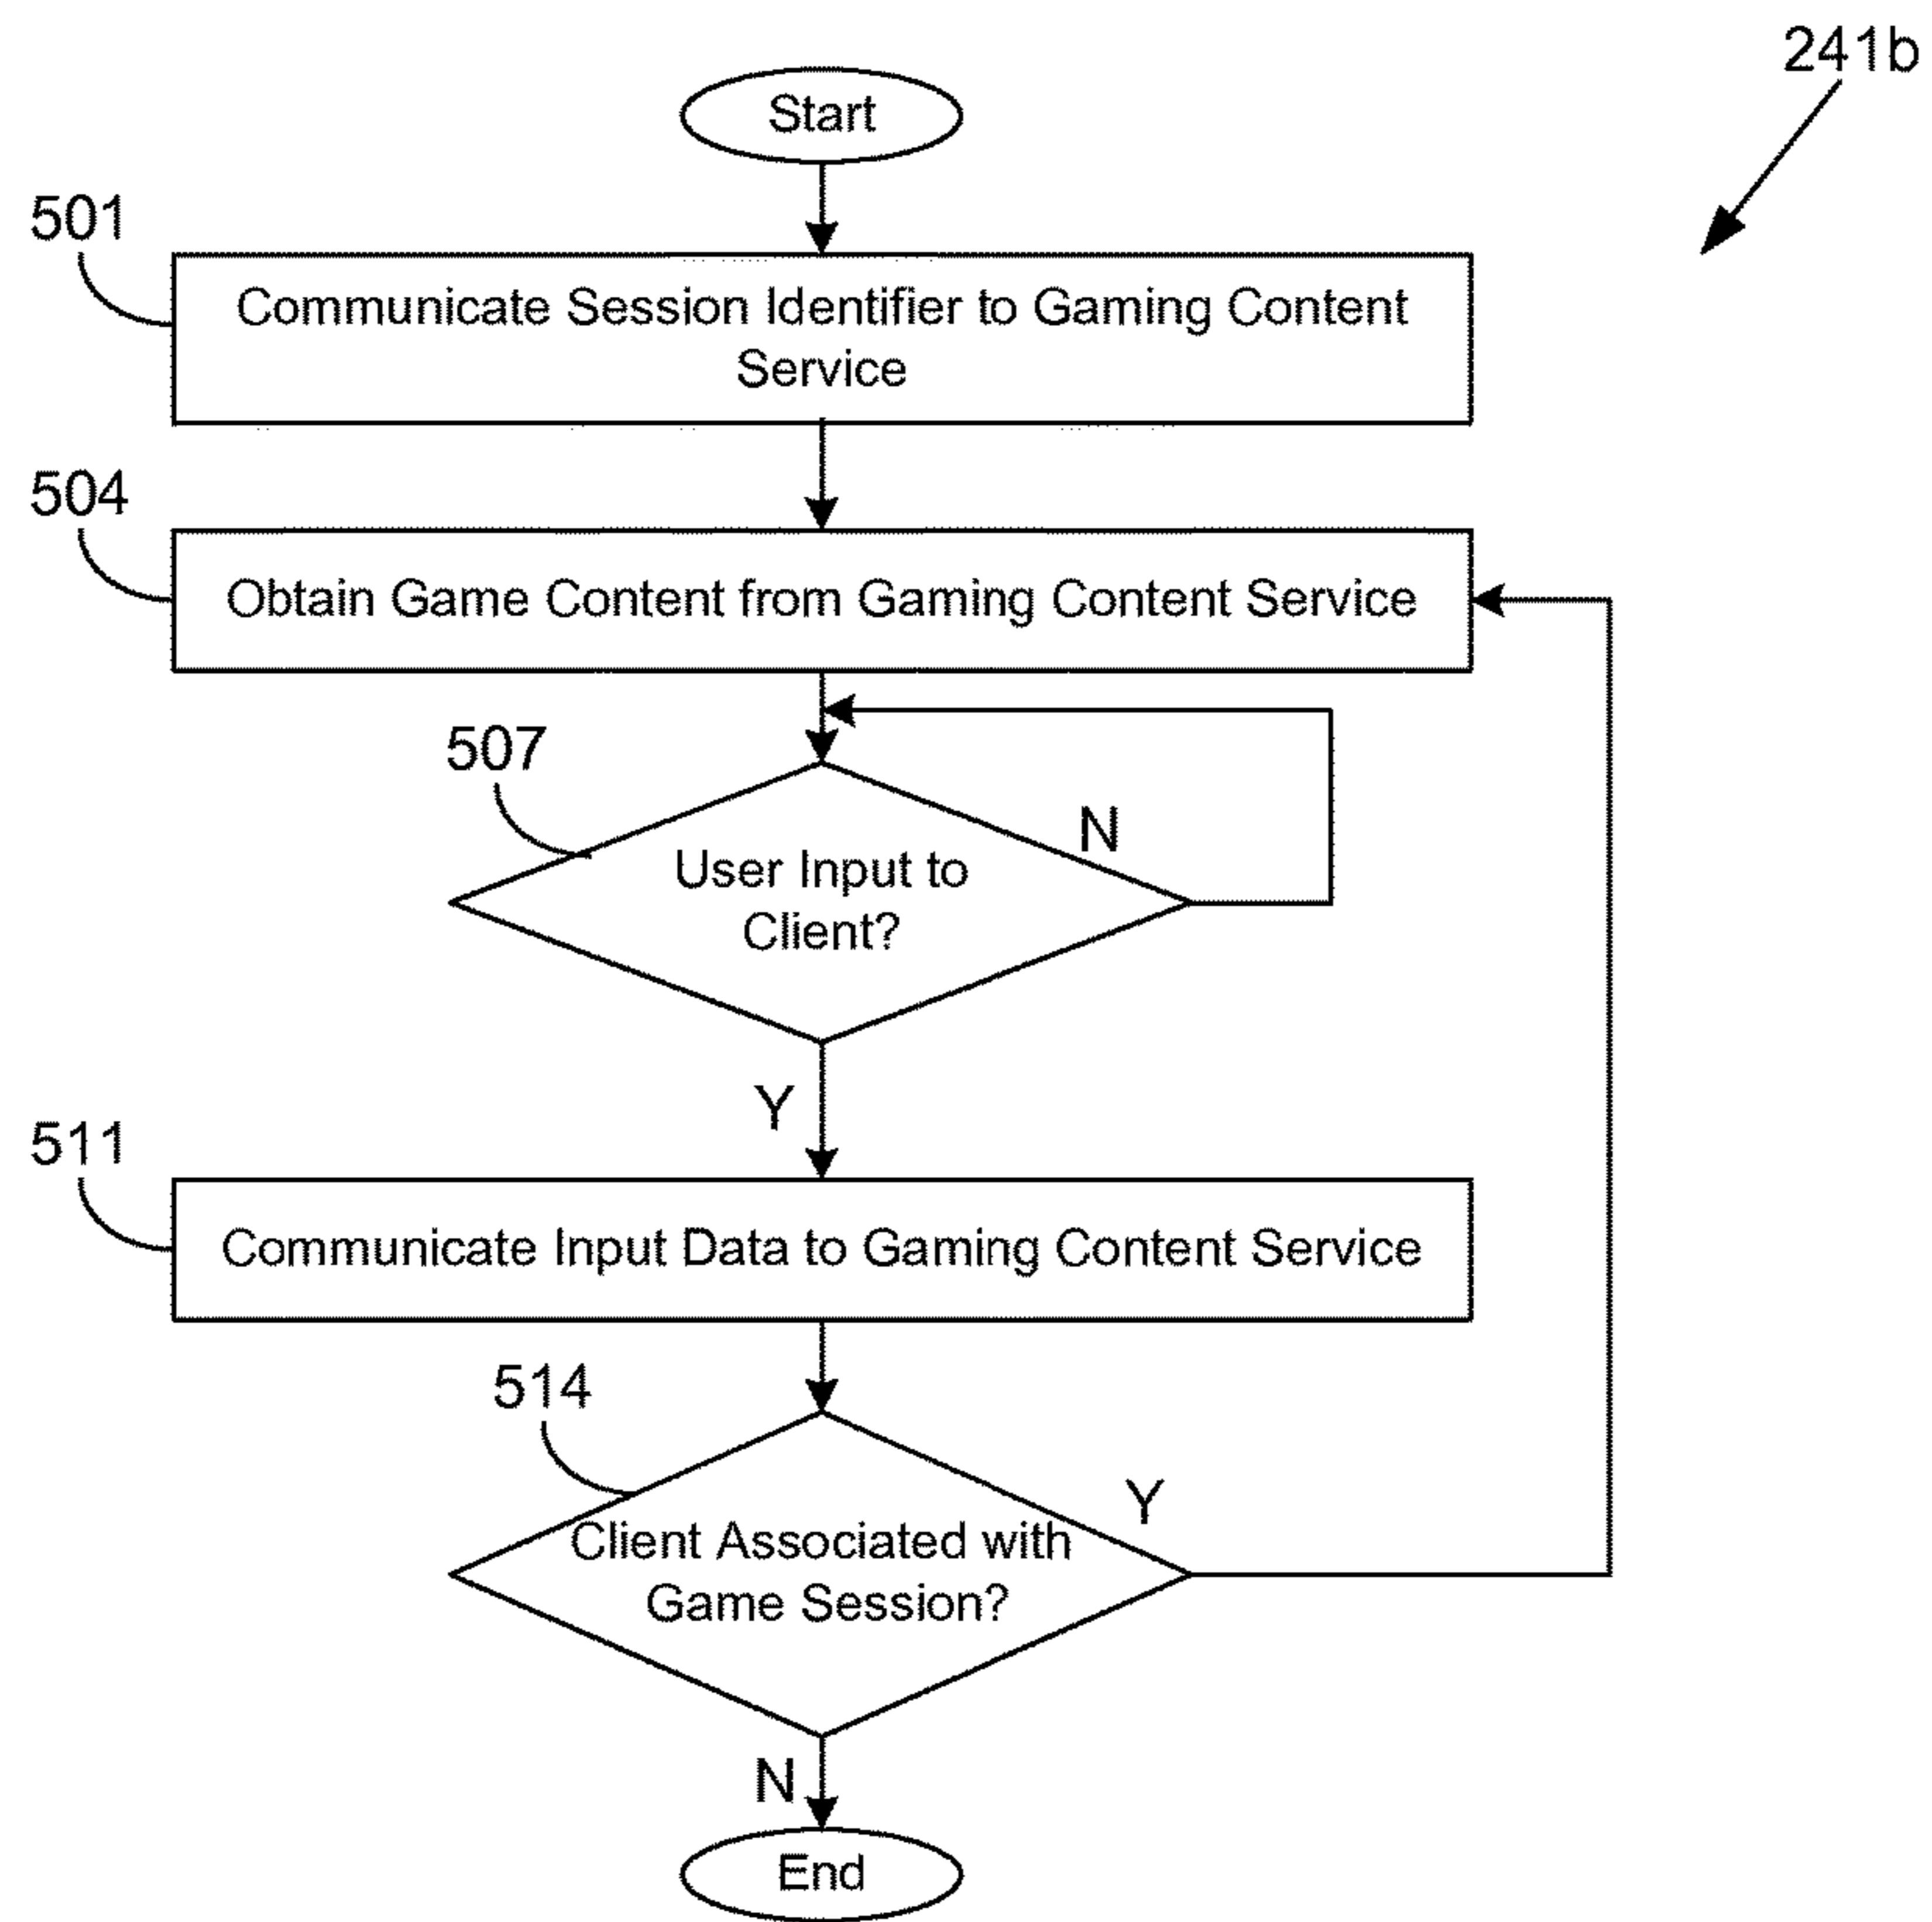 241b
Start
501
Communicate Session Identifier to Gaming Content
Service
504
Obtain Game Content from Gaming Content Service
507
N
User Input to
Client?
Y
511
Communicate Input Data to Gaming Content Service
514
Y
Client Associated with
Game Session?
N
End